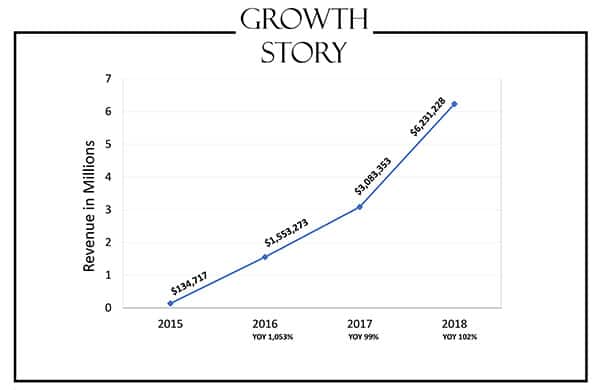 GROWTH
STORY
Revenue in Millions
7
6
5
4
3
2
1
0
$134,717
$1,553,273
$3,083,353
$6,231,228
2015
2016
2017
2018
YOY 1,053%
YOY 99%
YOY 102%